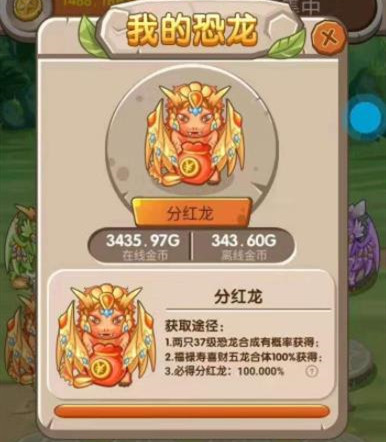 我的恐龙
分红龙
3435.97G
343.60G
在线金币
离线金币
分红龙
获取途径：
1.两只37级恐龙合成有概率获得；
2.福禄寿喜财五龙合体100%获得；
3.必得分红龙：100.000%
?